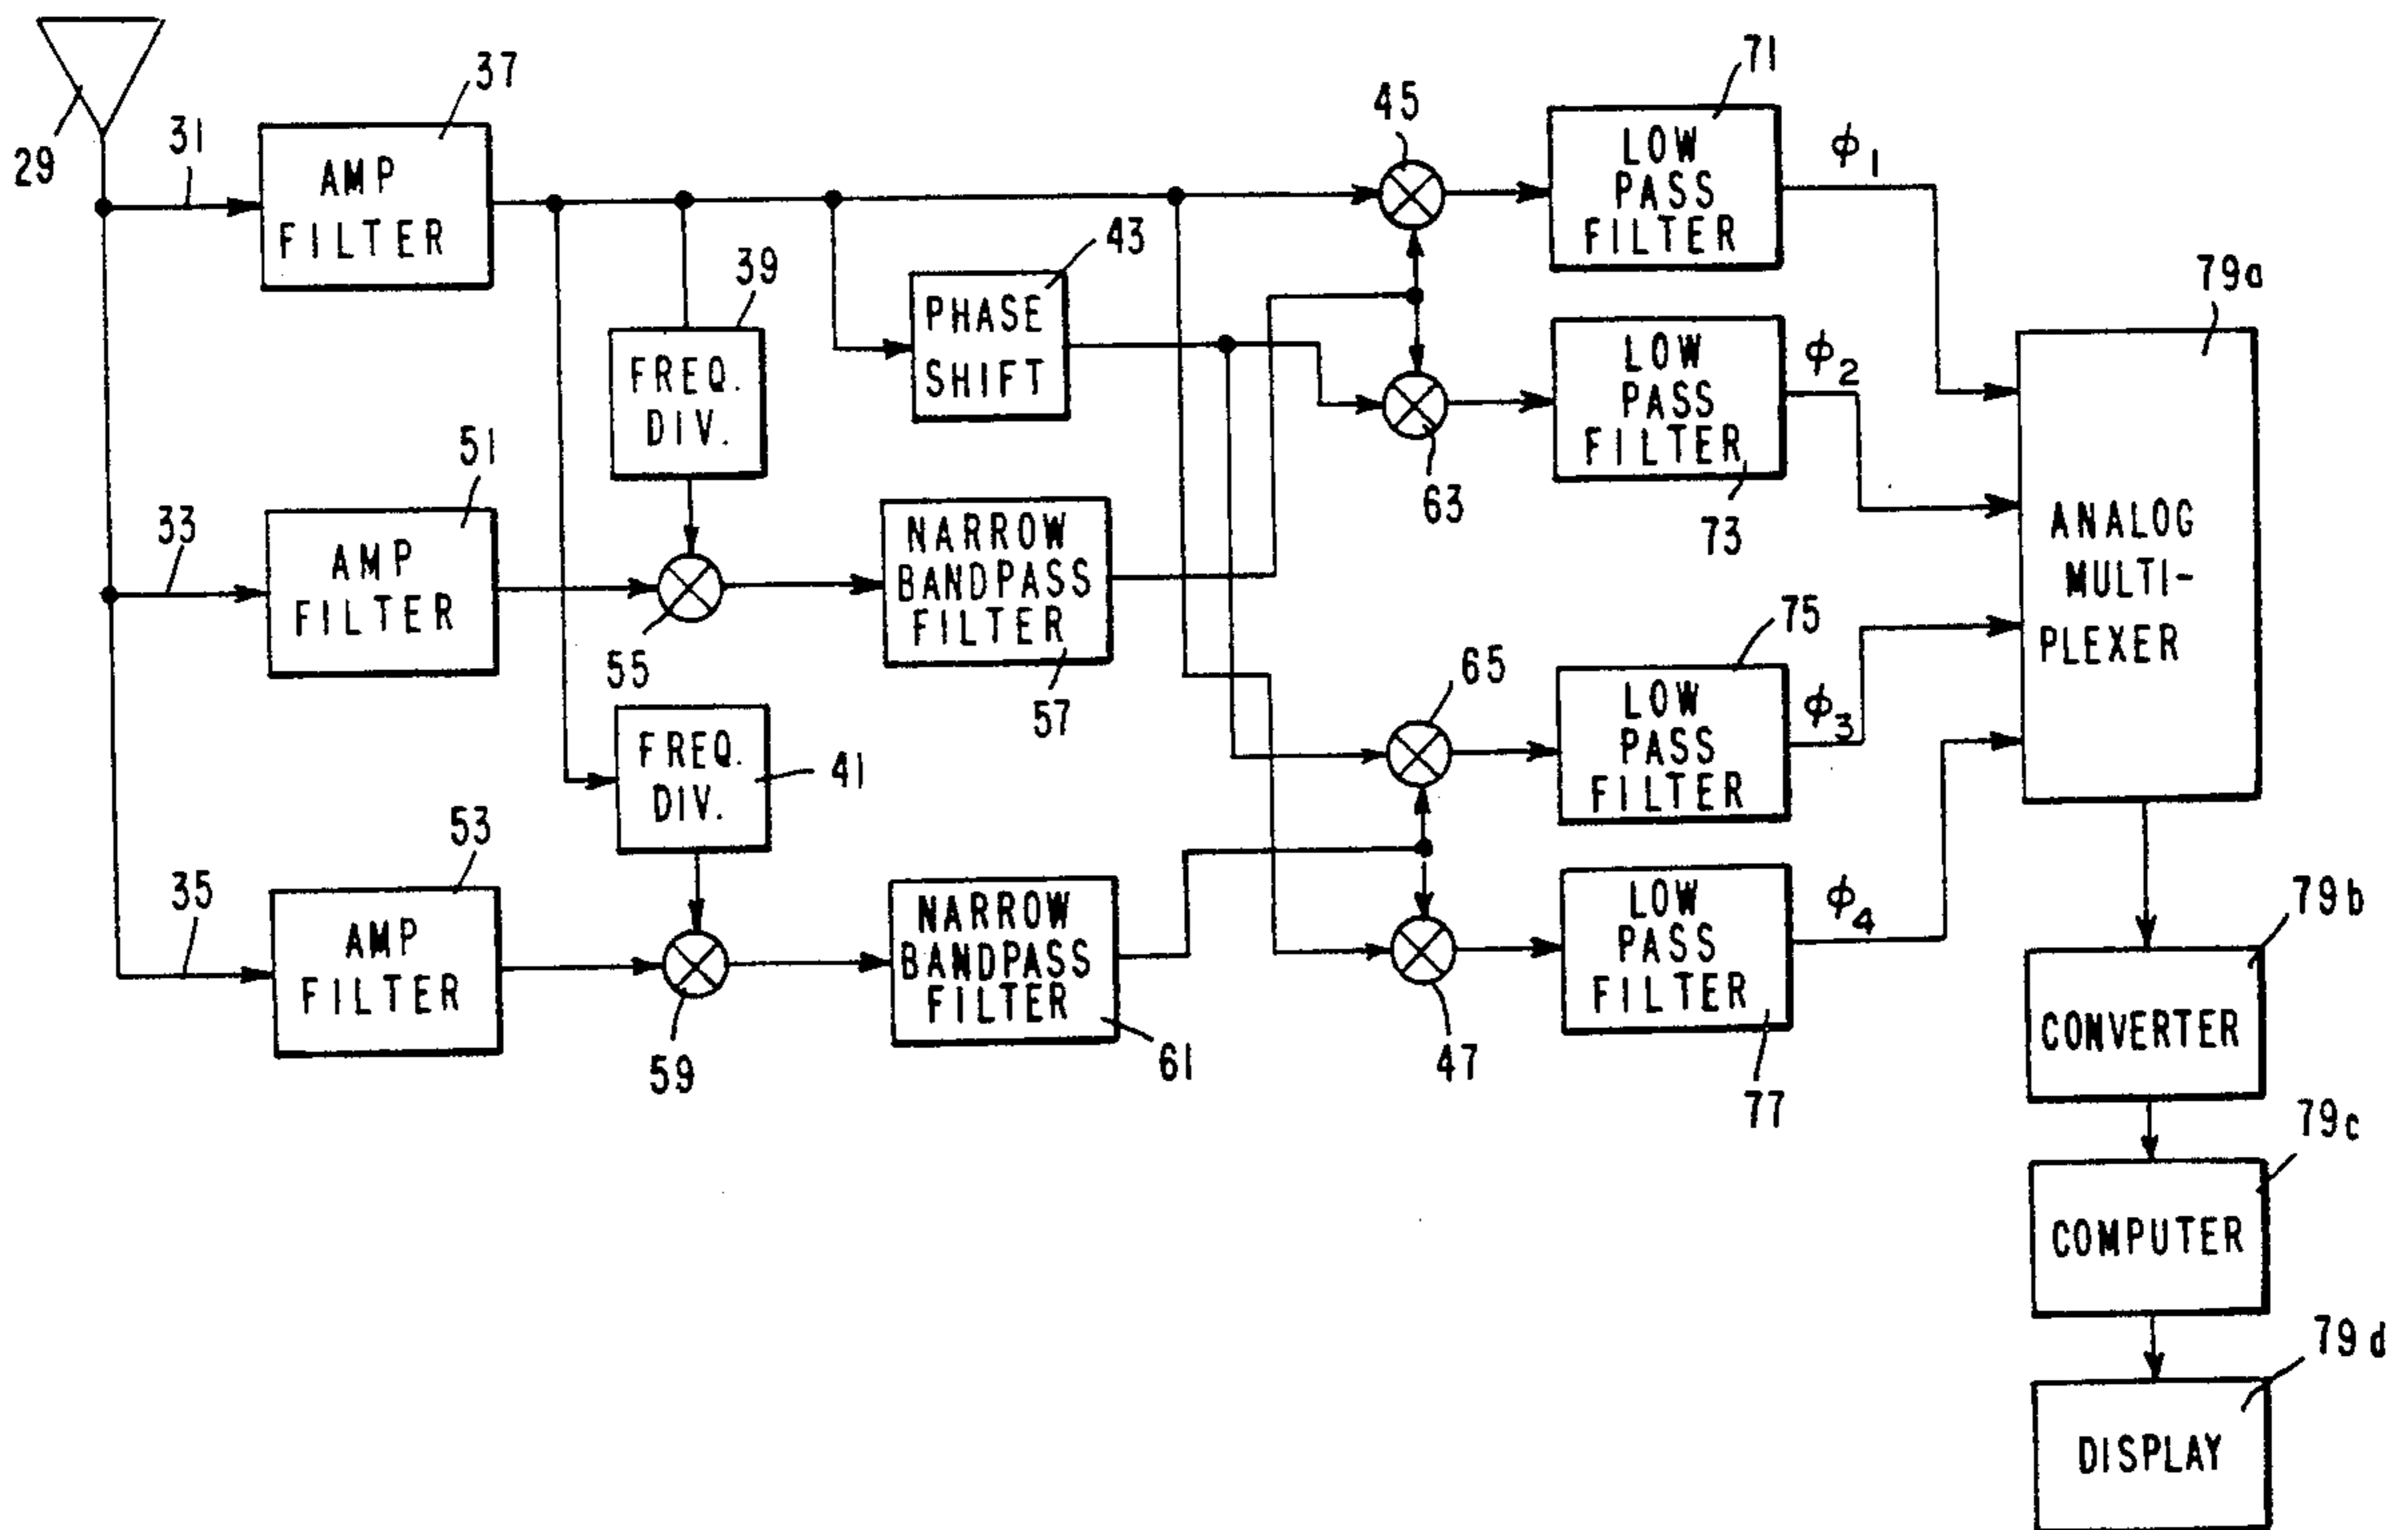 29
31
37
AMP
FILTER
39
FREQ.
DIV.
43
PHASE
SHIFT
45
71
LOW
PASS
FILTER
ϕ1
63
LOW
PASS
FILTER
73
ϕ2
79a
ANALOG
MULTI-
PLEXER
33
51
AMP
FILTER
55
NARROW
BANDPASS
FILTER
57
65
75
LOW
PASS
FILTER
ϕ3
FREQ.
DIV.
41
35
53
AMP
FILTER
59
NARROW
BANDPASS
FILTER
61
47
LOW
PASS
FILTER
77
ϕ4
79b
CONVERTER
79c
COMPUTER
79d
DISPLAY